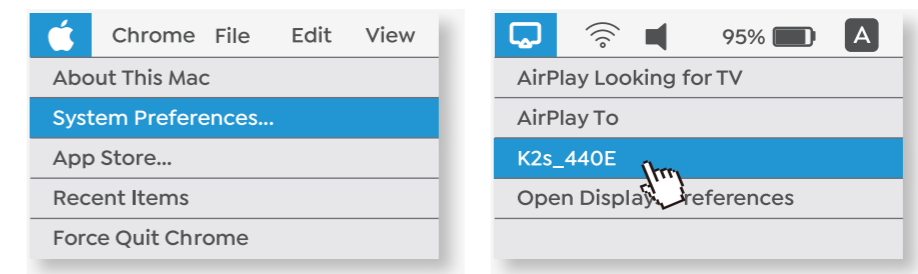 Chrome File Edit View
About This Mac
System Preferences...
App Store...
Recent Items
Force Quit Chrome
95% A
AirPlay Looking for TV
AirPlay To
K2s_440E
Open Display Preferences